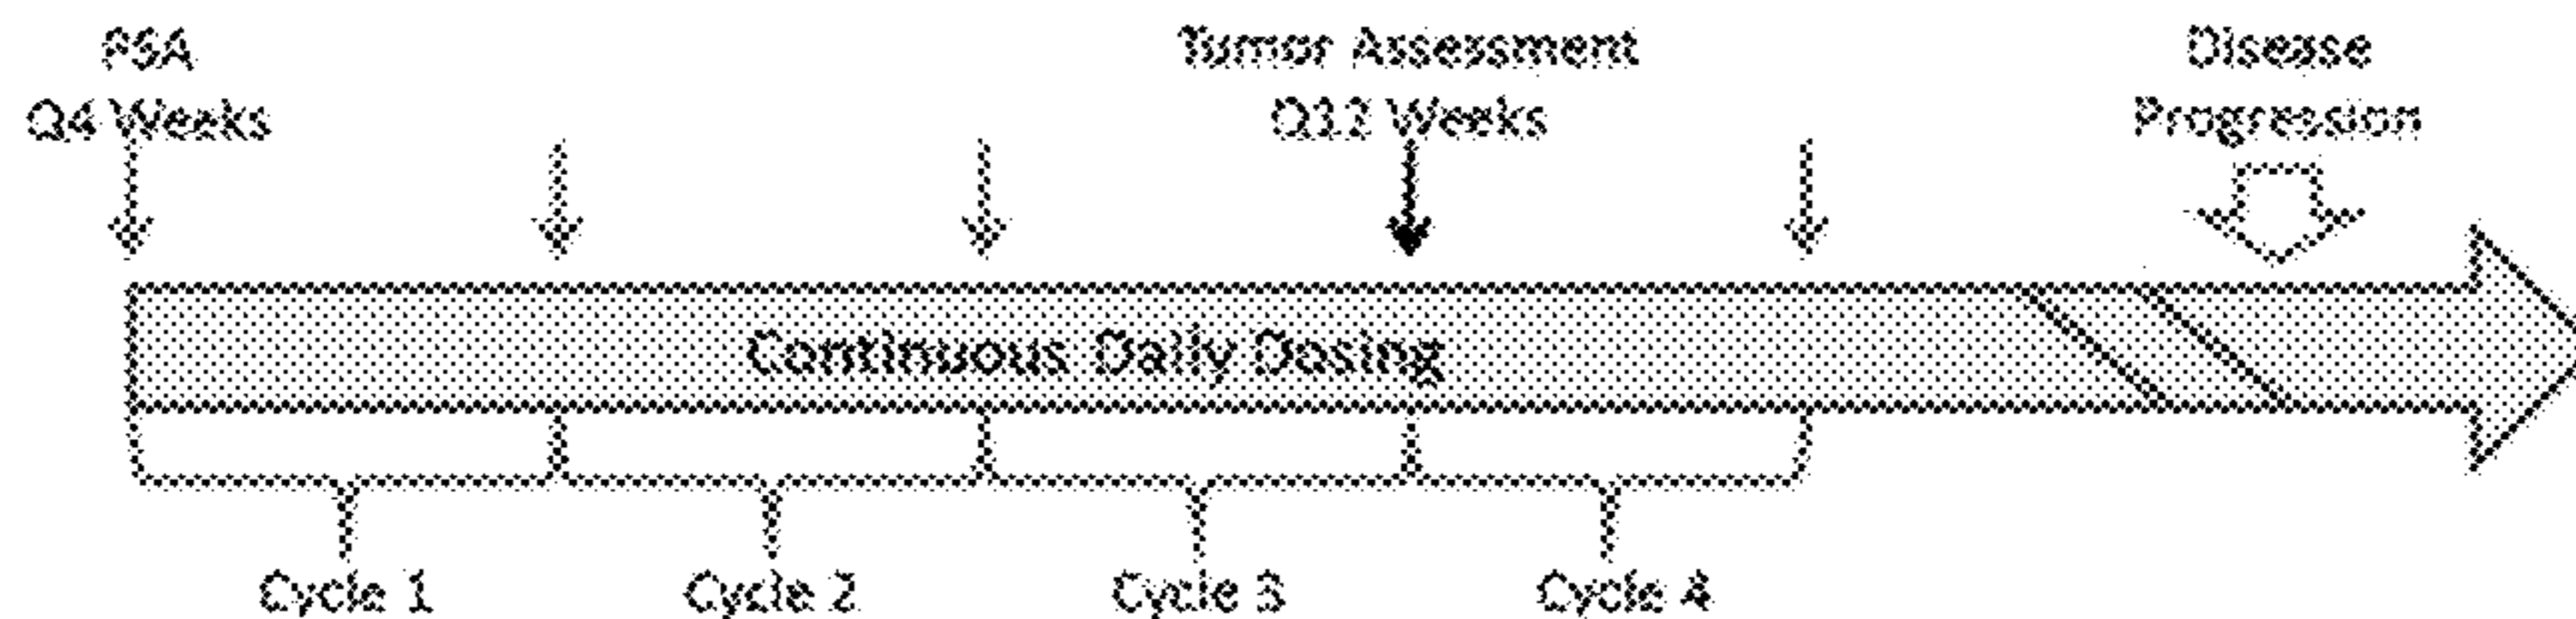 PSA
Q4 Weeks
Tumor Assessment
Q12 Weeks
Disease
Progression
Continuous Daily Dosing
Cycle 1
Cycle 2
Cycle 3
Cycle 4